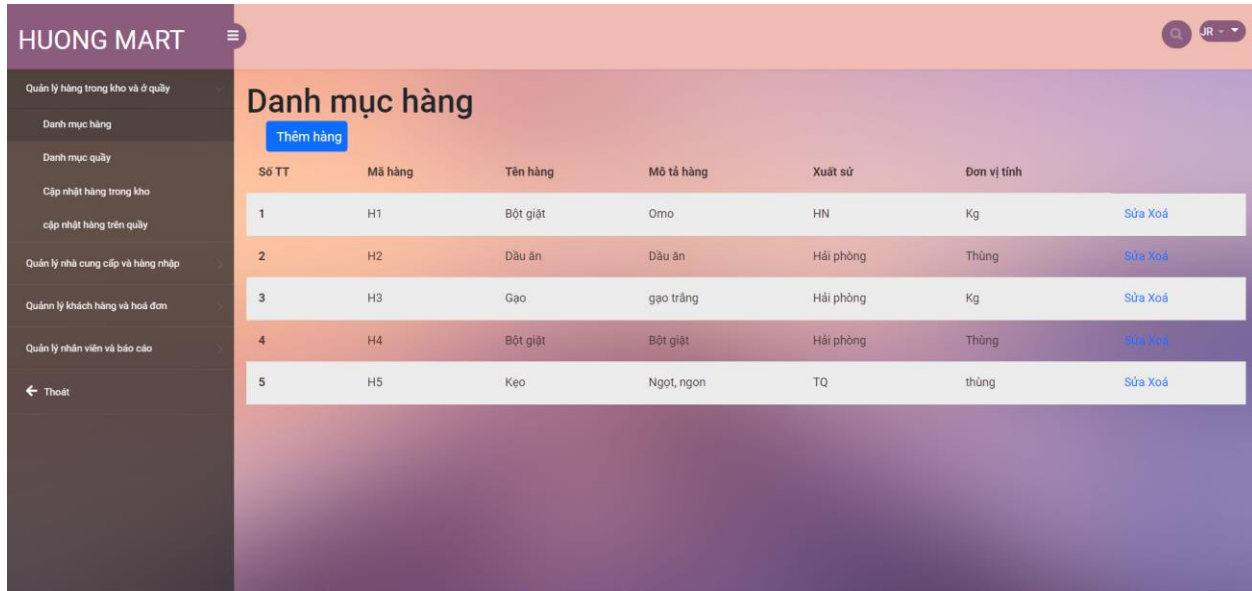 HUONG MART
JR
Quản lý hàng trong kho và ở quầy
Danh mục hàng
Danh mục quầy
Cập nhật hàng trong kho
cập nhật hàng trên quầy
Quản lý nhà cung cấp và hàng nhập
Quảnn lý khách hàng và hoá đơn
Quản lý nhân viên và báo cáo
Thoát
Danh mục hàng
Thêm hàng
Số TT Mã hàng Tên hàng Mô tả hàng Xuất sứ Đơn vị tính
1 H1 Bột giặt Omo HN Kg Sửa Xoá
2 H2 Dầu ăn Dầu ăn Hải phòng Thùng Sửa Xoá
3 H3 Gạo gạo trắng Hải phòng Kg Sửa Xoá
4 H4 Bột giặt Bột giặt Hải phòng Thùng Sửa Xoá
5 H5 Kẹo Ngọt, ngon TQ thùng Sửa Xoá